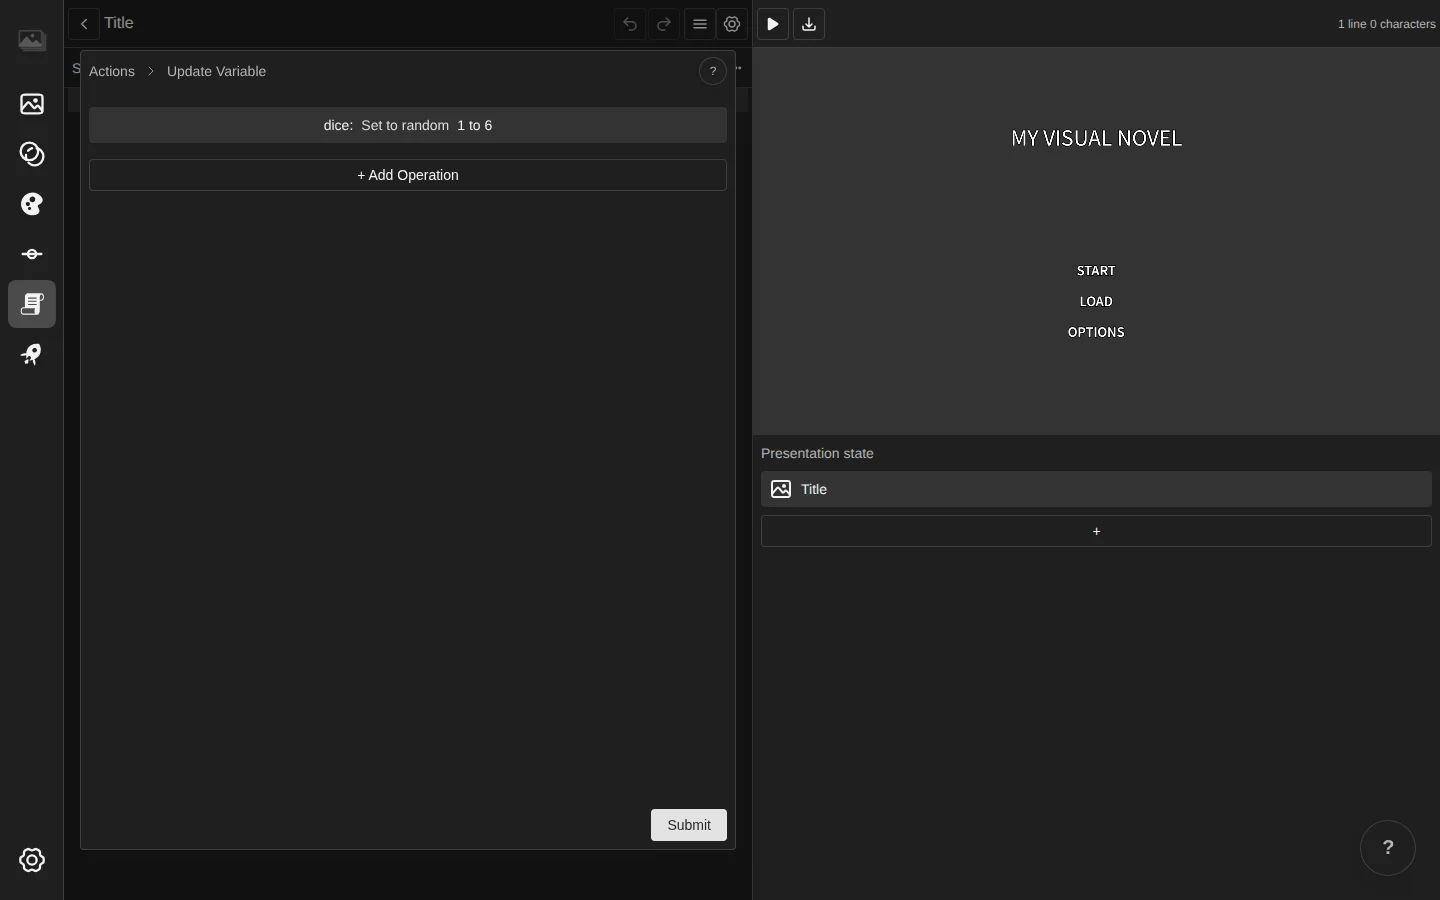 Title
1 line 0 characters
S
Actions > Update Variable
?
dice: Set to random 1 to 6
+ Add Operation
Submit
MY VISUAL NOVEL
START
LOAD
OPTIONS
Presentation state
Title
+
?